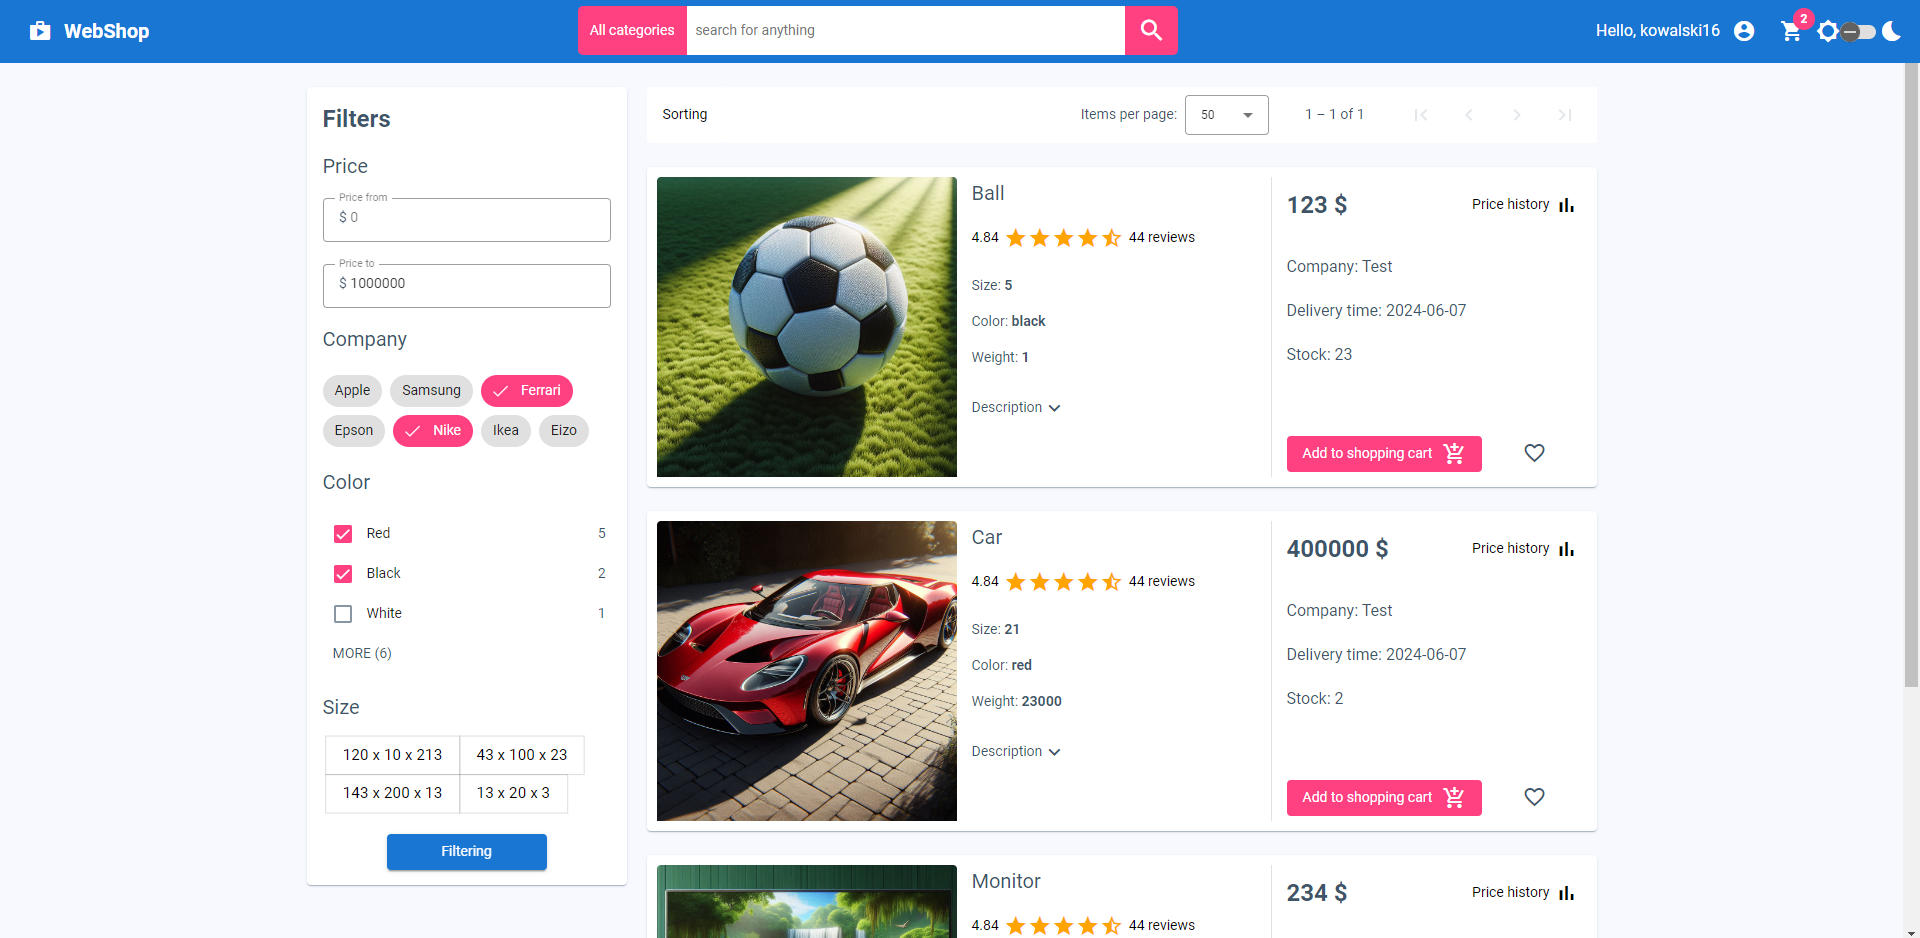 WebShop
All categories
search for anything
Hello, kowalski16
2
Filters
Price
Price from
$ 0
Price to
$ 1000000
Company
Apple
Samsung
Ferrari
Epson
Nike
Ikea
Eizo
Color
Red 5
Black 2
White 1
MORE (6)
Size
120 x 10 x 213
43 x 100 x 23
143 x 200 x 13
13 x 20 x 3
Filtering
Sorting
Items per page:
50
1 – 1 of 1
Ball
4.84
44 reviews
Size: 5
Color: black
Weight: 1
Description
123 $
Price history
Company: Test
Delivery time: 2024-06-07
Stock: 23
Add to shopping cart
Car
4.84
44 reviews
Size: 21
Color: red
Weight: 23000
Description
400000 $
Price history
Company: Test
Delivery time: 2024-06-07
Stock: 2
Add to shopping cart
Monitor
4.84
44 reviews
234 $
Price history